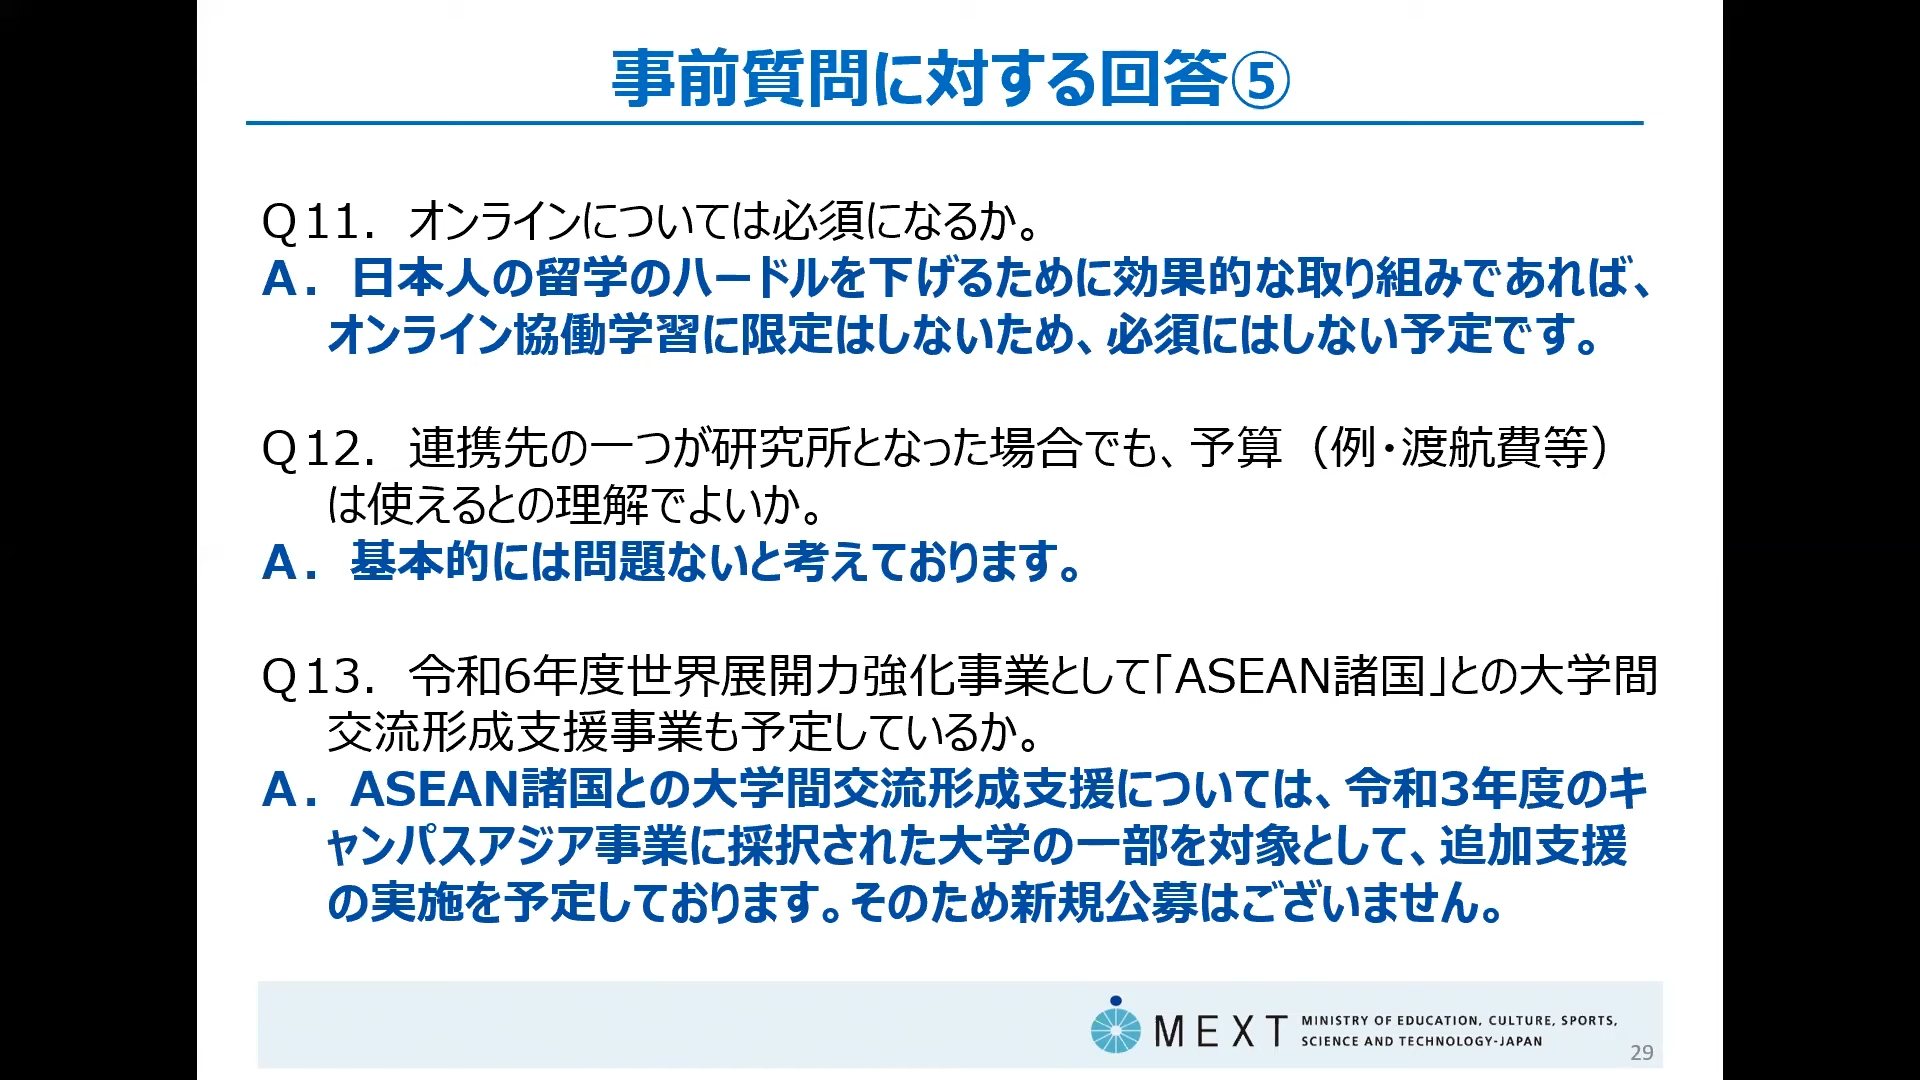 事前質問に対する回答⑤
Ｑ11．オンラインについては必須になるか。
Ａ．日本人の留学のハードルを下げるために効果的な取り組みであれば、
オンライン協働学習に限定はしないため、必須にはしない予定です。
Ｑ12．連携先の一つが研究所となった場合でも、予算（例・渡航費等）
は使えるとの理解でよいか。
Ａ．基本的には問題ないと考えております。
Ｑ13．令和6年度世界展開力強化事業として「ASEAN諸国」との大学間
交流形成支援事業も予定しているか。
Ａ．ASEAN諸国との大学間交流形成支援については、令和3年度のキ
ャンパスアジア事業に採択された大学の一部を対象として、追加支援
の実施を予定しております。そのため新規公募はございません。
MEXT
MINISTRY OF EDUCATION, CULTURE, SPORTS,
SCIENCE AND TECHNOLOGY-JAPAN
29